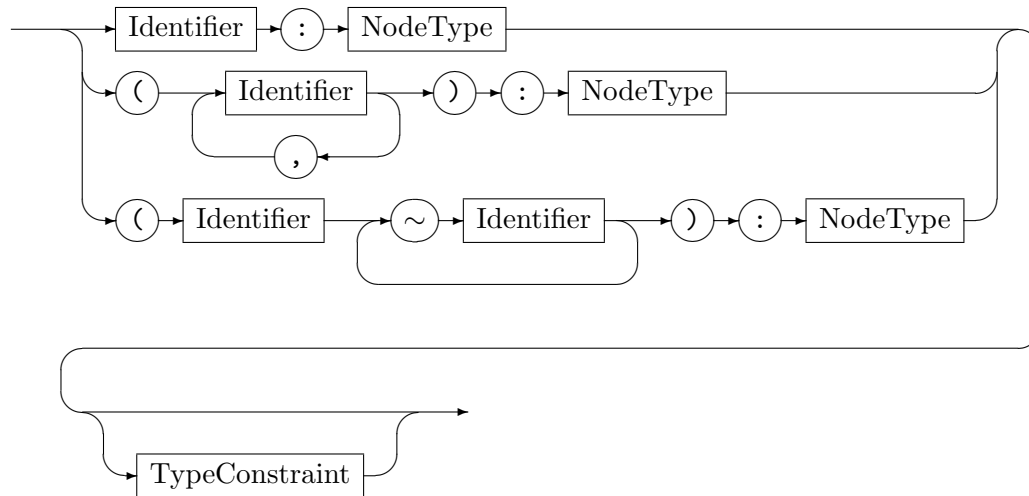 Identifier : NodeType
( Identifier ) : NodeType
,
( Identifier ~ Identifier ) : NodeType
TypeConstraint